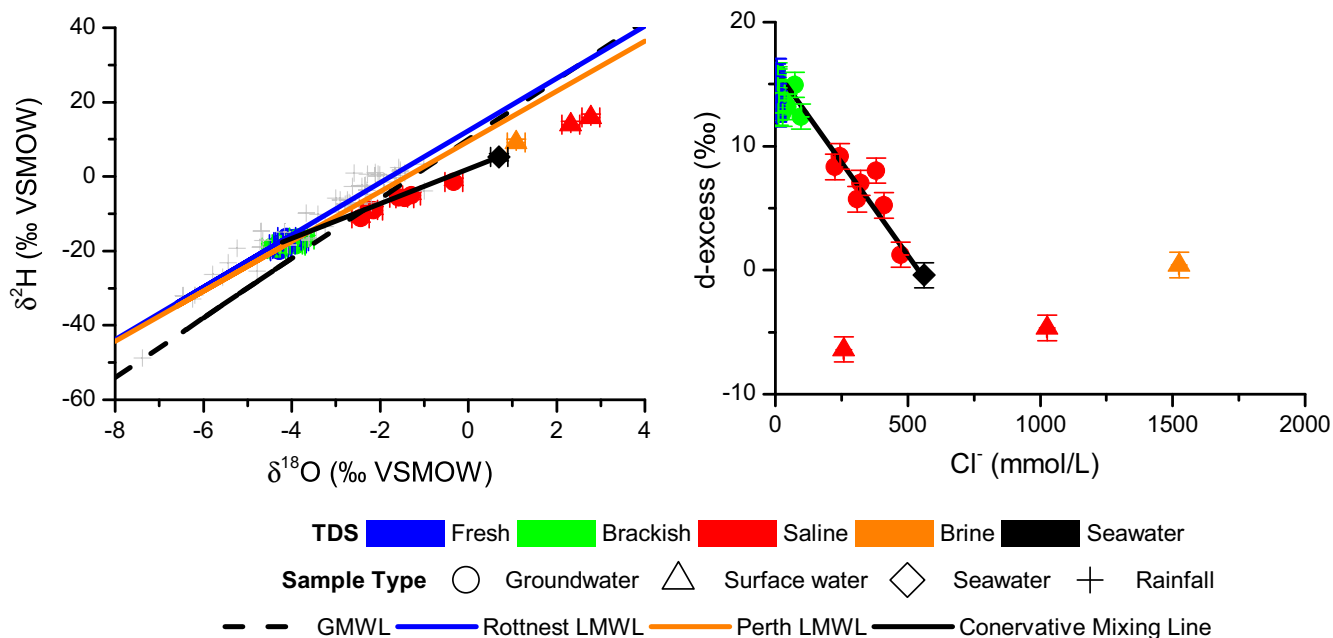 40
20
0
-20
-40
-60
δ²H (‰ VSMOW)
-8 -6 -4 -2 0 2 4
δ¹⁸O (‰ VSMOW)
20
10
0
-10
d-excess (‰)
0 500 1000 1500 2000
Cl⁻ (mmol/L)
TDS Fresh Brackish Saline Brine Seawater
Sample Type Groundwater Surface water Seawater Rainfall
GMWL Rottnest LMWL Perth LMWL Conervative Mixing Line